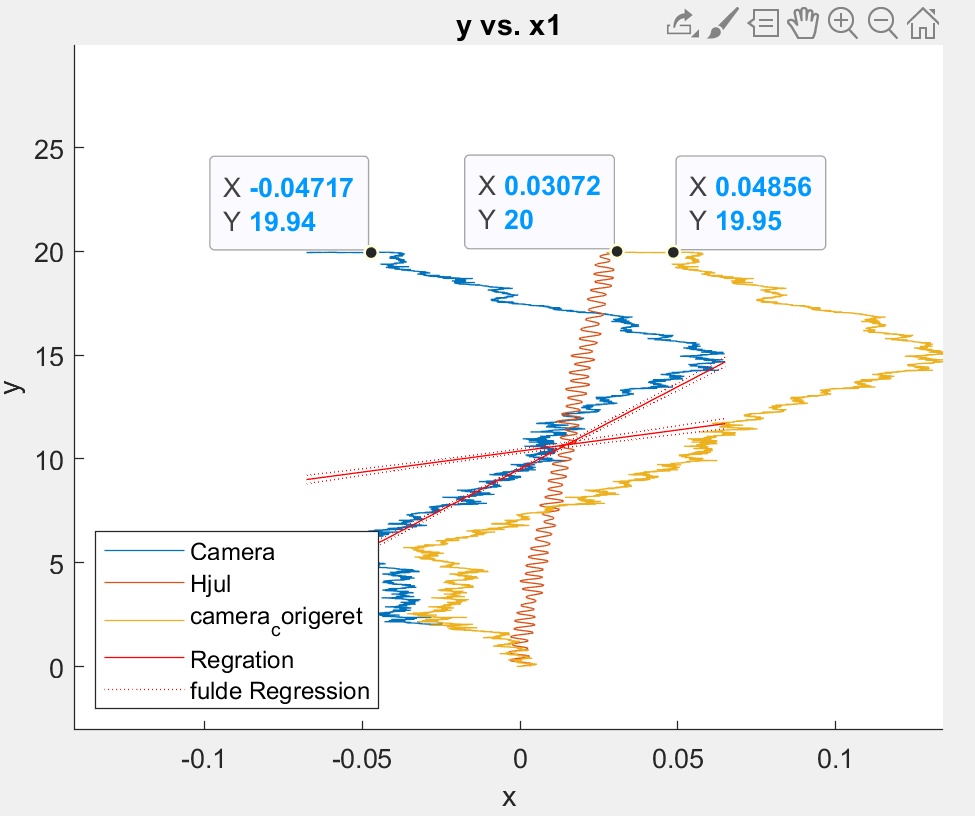 y vs. x1
25
20
15
10
5
0
y
X -0.04717
Y 19.94
X 0.03072
Y 20
X 0.04856
Y 19.95
Camera
Hjul
camera_corigeret
Regration
fulde Regression
-0.1
-0.05
0
0.05
0.1
x